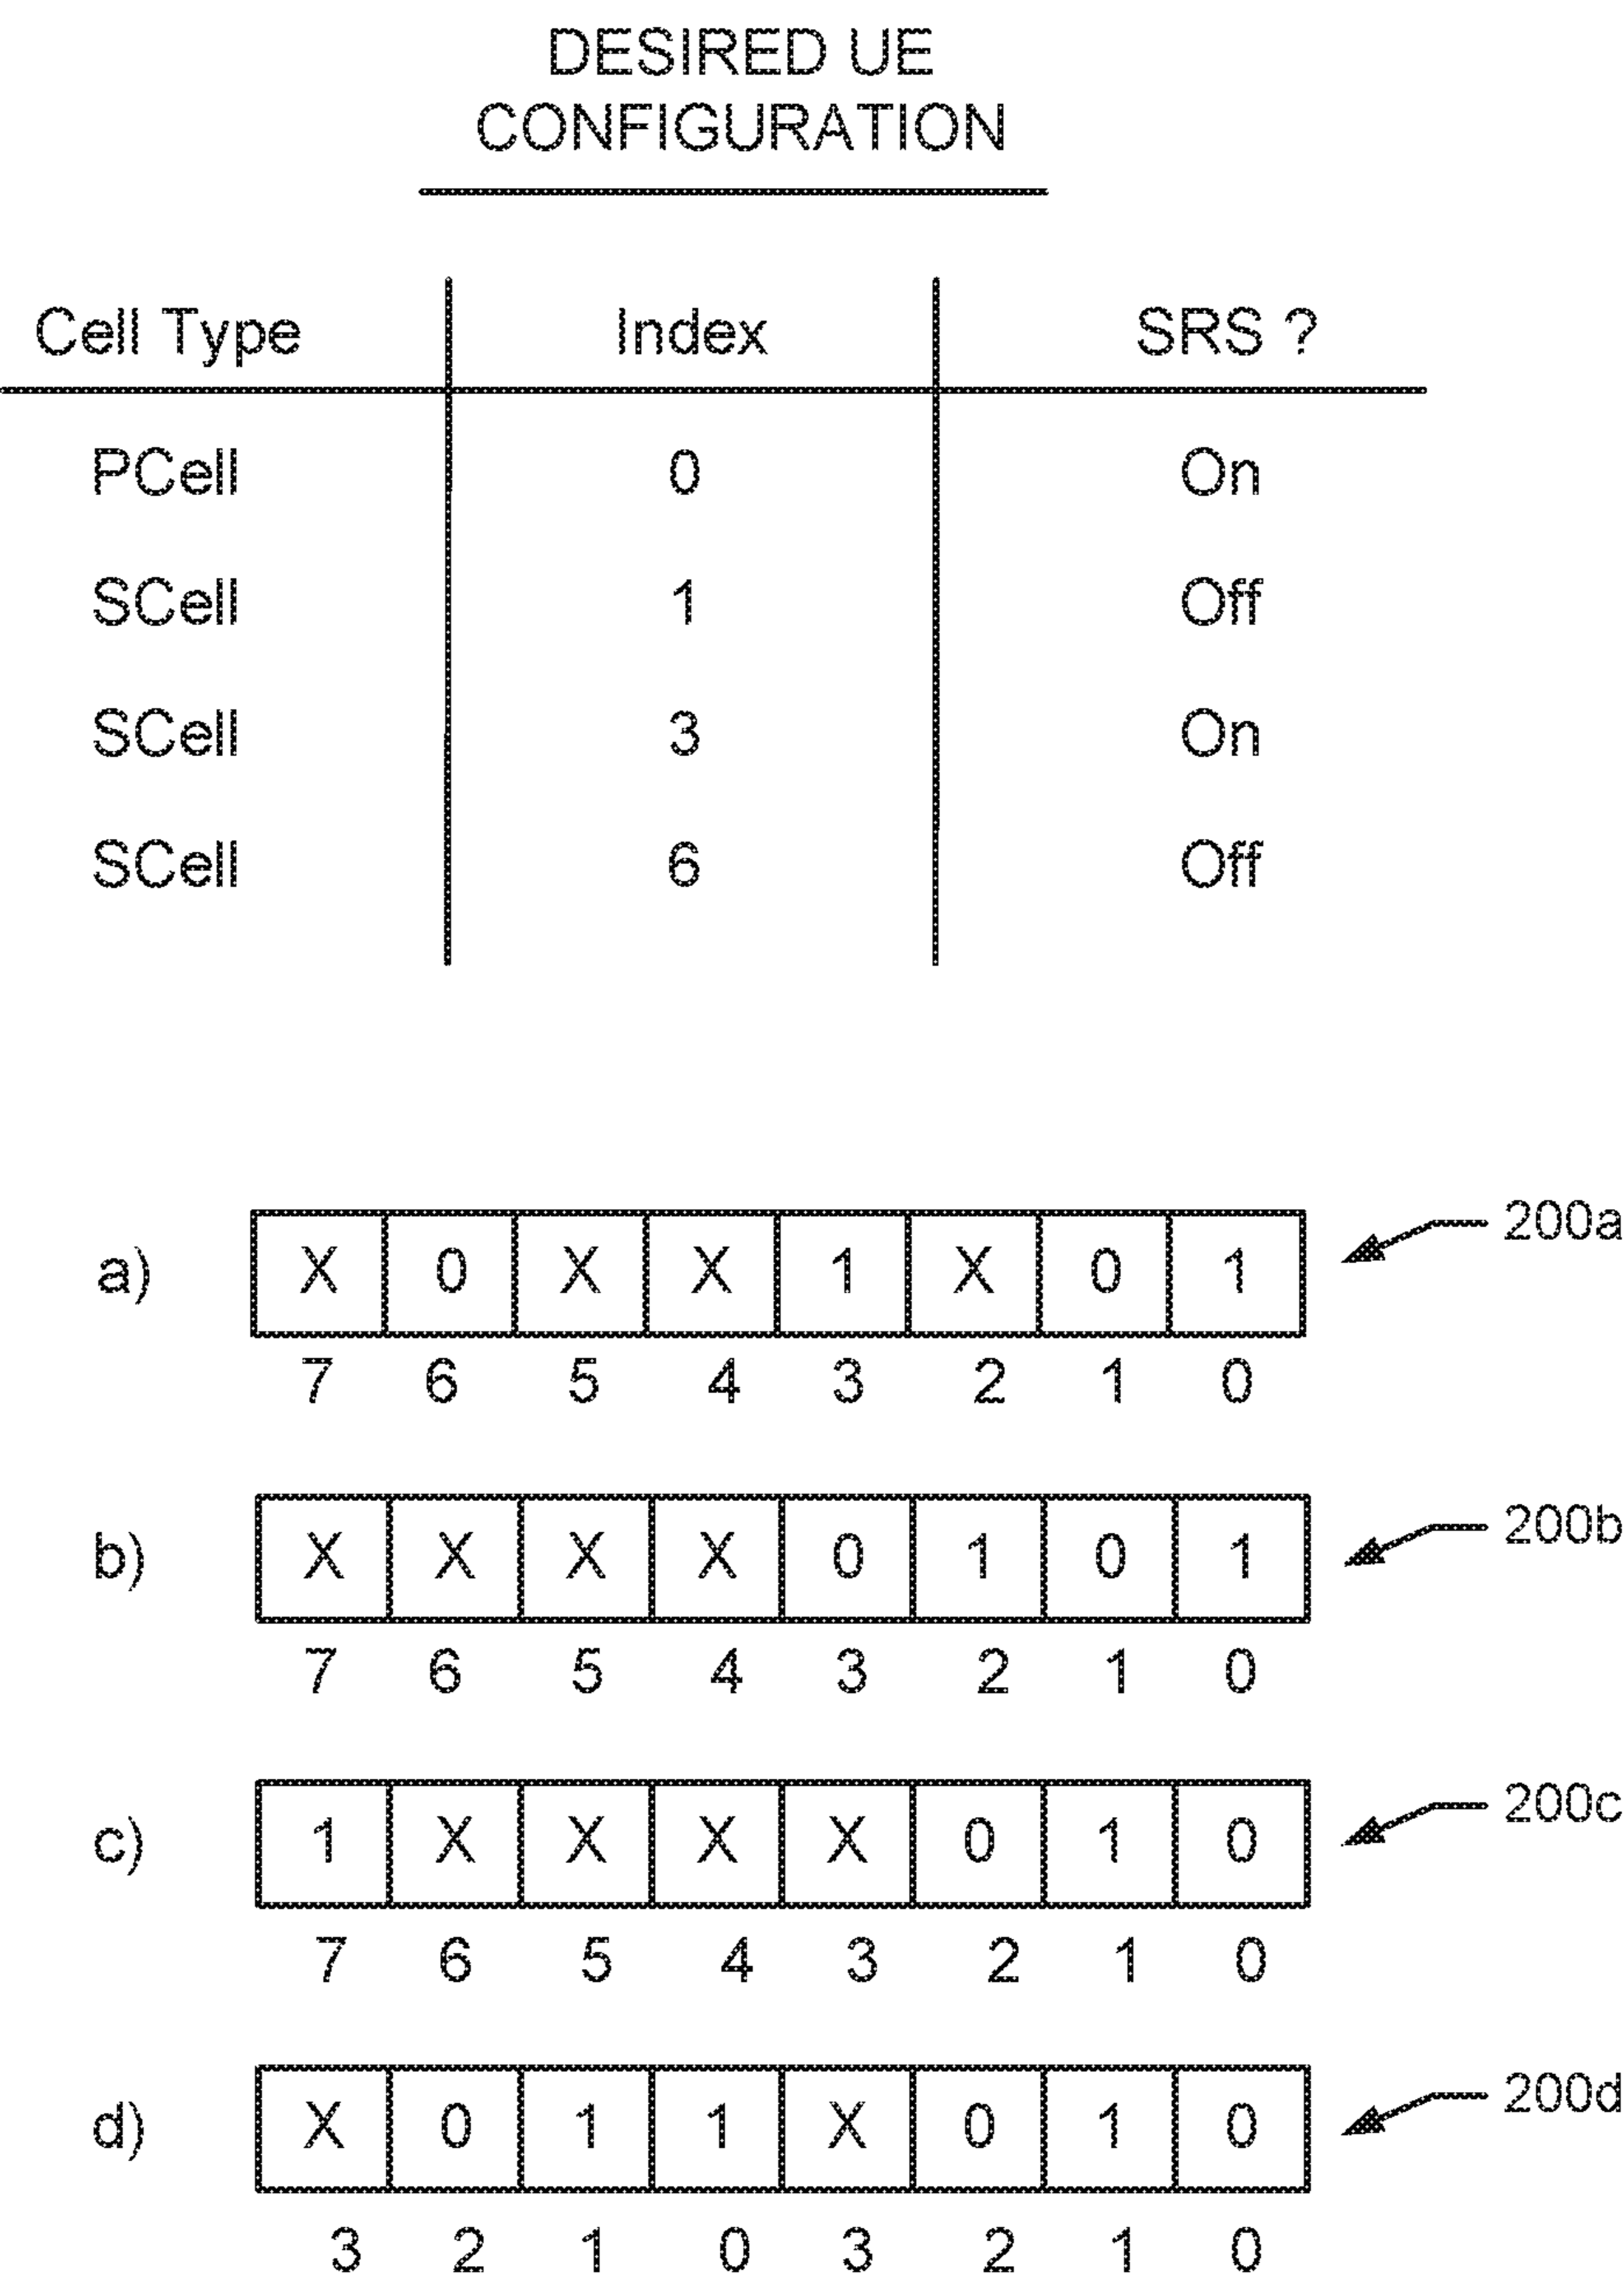 DESIRED UE
CONFIGURATION
Cell Type Index SRS ?
PCell 0 On
SCell 1 Off
SCell 3 On
SCell 6 Off
a) X 0 X X 1 X 0 1 200a
7 6 5 4 3 2 1 0
b) X X X X 0 1 0 1 200b
7 6 5 4 3 2 1 0
c) 1 X X X X 0 1 0 200c
7 6 5 4 3 2 1 0
d) X 0 1 1 X 0 1 0 200d
3 2 1 0 3 2 1 0